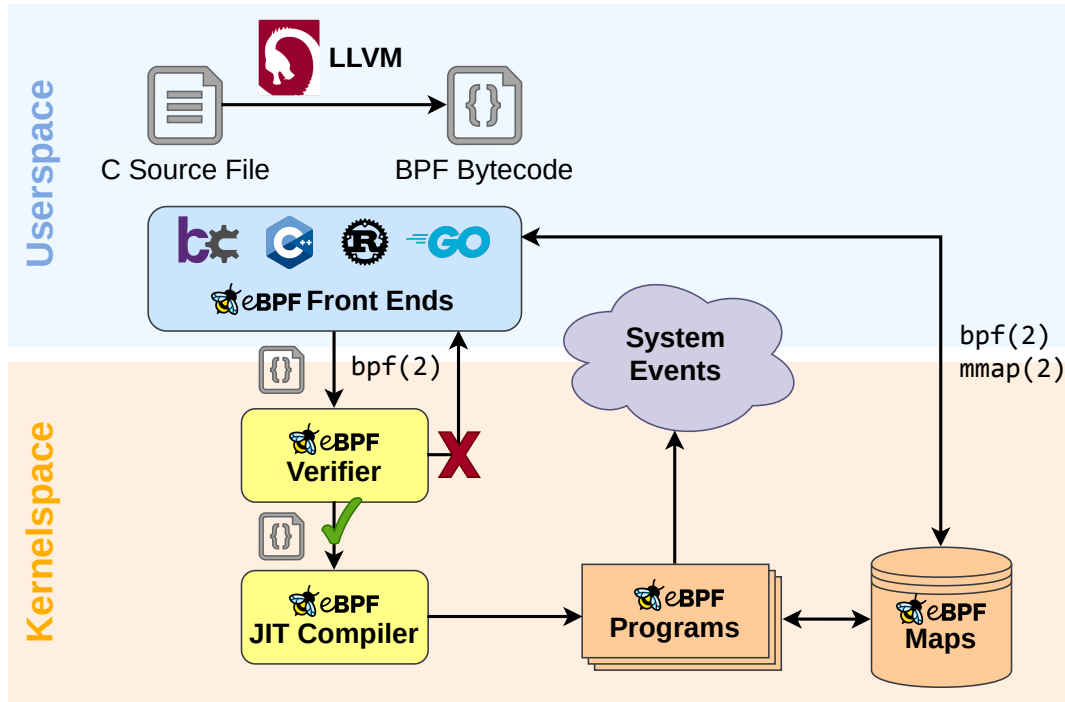 LLVM
Userspace
{}
C Source File
BPF Bytecode
bc
C++
R
GO
eBPF Front Ends
{}
bpf(2)
System
Events
bpf(2)
mmap(2)
Kernelspace
eBPF
Verifier
X
{}
eBPF
JIT Compiler
eBPF
Programs
eBPF
Maps